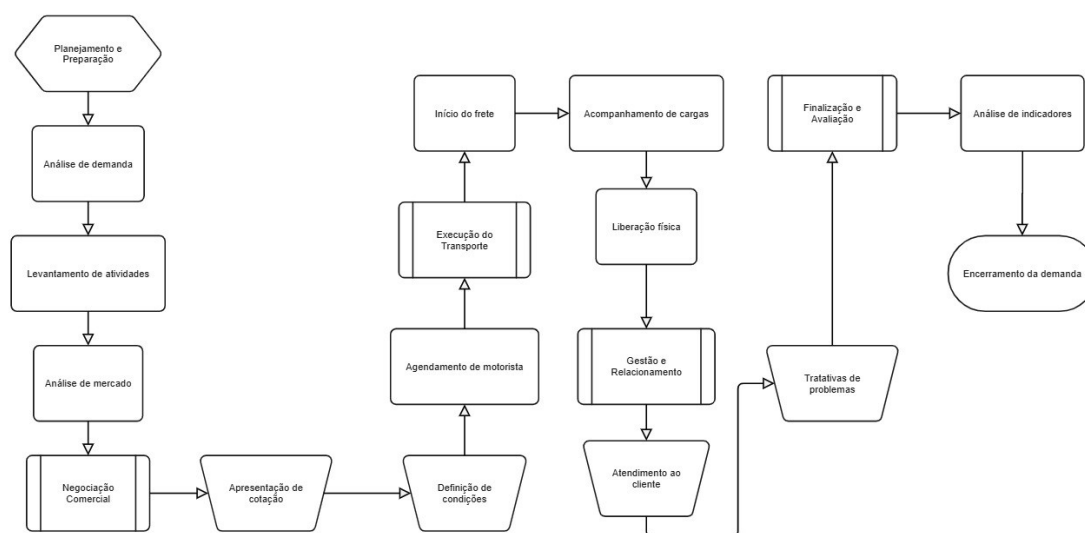 Planejamento e
Preparação
Análise de demanda
Levantamento de atividades
Análise de mercado
Negociação
Comercial
Apresentação de
cotação
Definição de
condições
Agendamento de motorista
Execução do
Transporte
Início do frete
Acompanhamento de cargas
Liberação física
Gestão e
Relacionamento
Atendimento ao
cliente
Tratativas de
problemas
Finalização e
Avaliação
Análise de indicadores
Encerramento da demanda